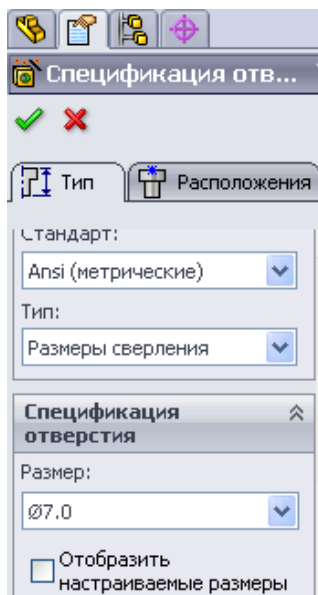 Спецификация отв...
Тип
Расположения
Стандарт:
Ansi (метрические)
Тип:
Размеры сверления
Спецификация
отверстия
Размер:
Ø7.0
Отобразить
настраиваемые размеры